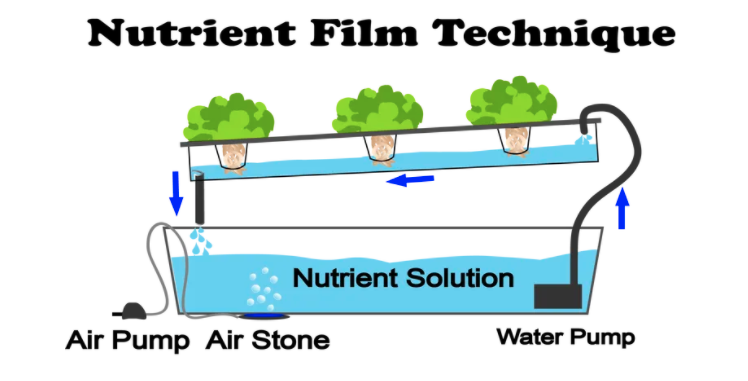 Nutrient Film Technique
Nutrient Solution
Air Pump
Air Stone
Water Pump